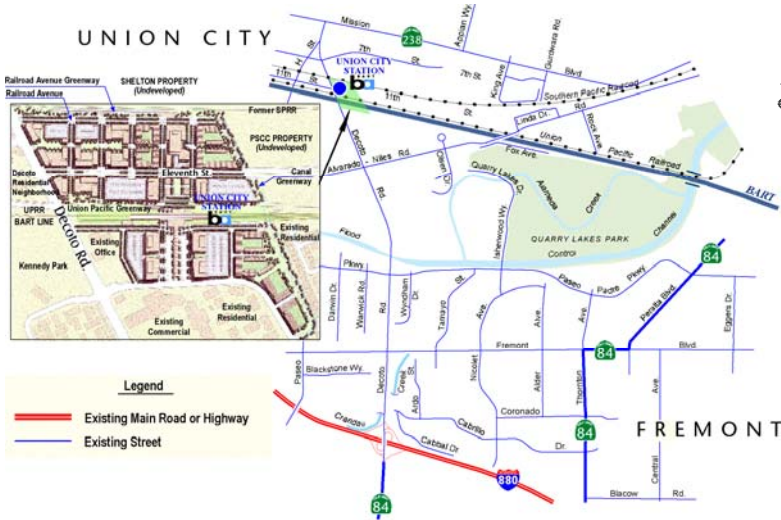 UNION CITY
Railroad Avenue Greenway
Railroad Avenue
SHELTON PROPERTY
(Undeveloped)
Former SPRR
PSCC PROPERTY
(Undeveloped)
Eleventh St.
Canal
Greenway
Decoto
Residential
Neighborhood
Union Pacific Greenway
UNION CITY
STATION
UPRR
BART LINE
Decoto Rd.
Existing
Office
Existing
Residential
Kennedy Park
Existing
Commercial
Existing
Residential
Legend
Existing Main Road or Highway
Existing Street
Mission
Blvd
238
Appian Wy.
Gurdwara Rd.
H St.
7th
St.
7th St.
UNION CITY
STATION
11th
St.
11th
St.
King Ave
Southern Pacific Railroad
Linda Dr.
Rd
Rock Ave
Union
Pacific
Railroad
Fox Ave.
BART
Decoto
Rd.
Alvarado - Niles Rd.
Olwen Dr.
Quarry Lakes D.
Alameda
Creek
Isherwood Wy.
QUARRY LAKES PARK
Flood
Control
Channel
Pkwy
Paseo
Padre
Pkwy
84
Peralta Blvd.
Darwin Dr.
Warwick Rd.
Rd
Wyndham
Dr.
Tamayo
St.
Ave.
Alve
Ave.
Eggers Dr.
Fremont
Blvd.
84
Paseo
Blackstone Wy.
Decoto
Creek
St.
Ardo
Nicolet
Alder
Thornton
Ave.
Coronado
Cabrillo
Dr.
Cabbal Dr
84
FREMONT
Central
880
84
Blacow
Rd.